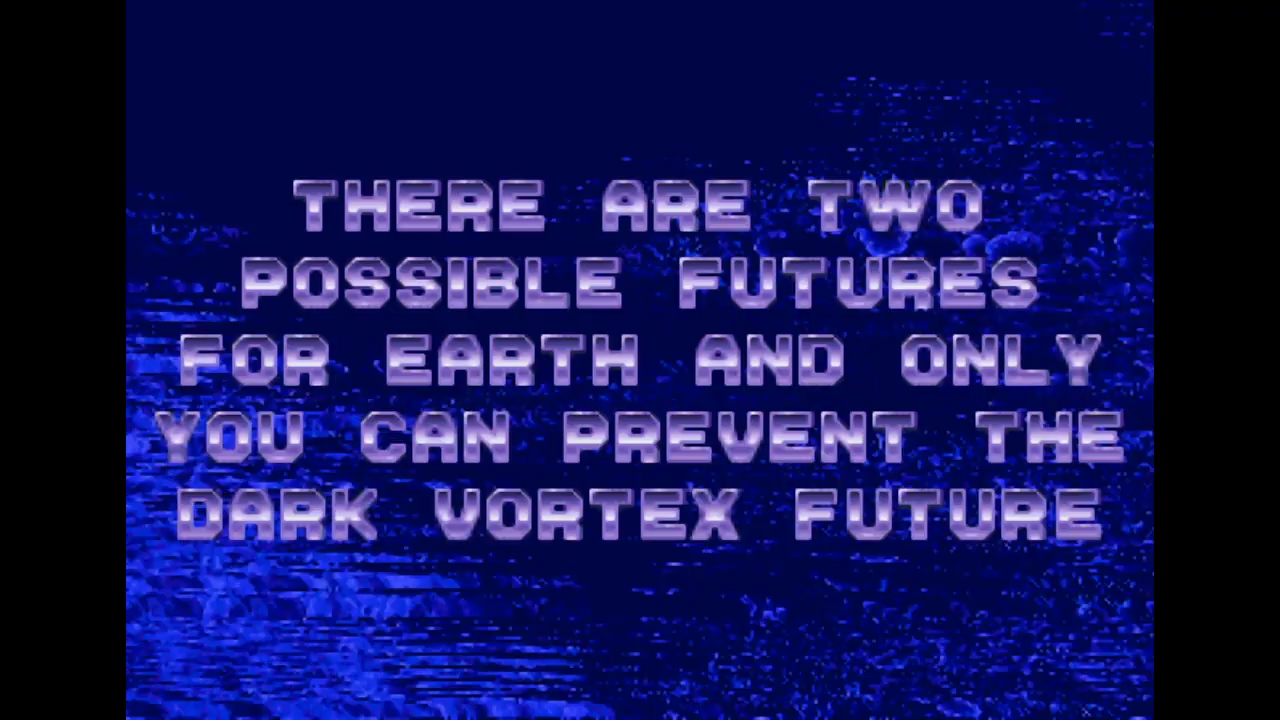 THERE ARE TWO
POSSIBLE FUTURES
FOR EARTH AND ONLY
YOU CAN PREVENT THE
DARK VORTEX FUTURE